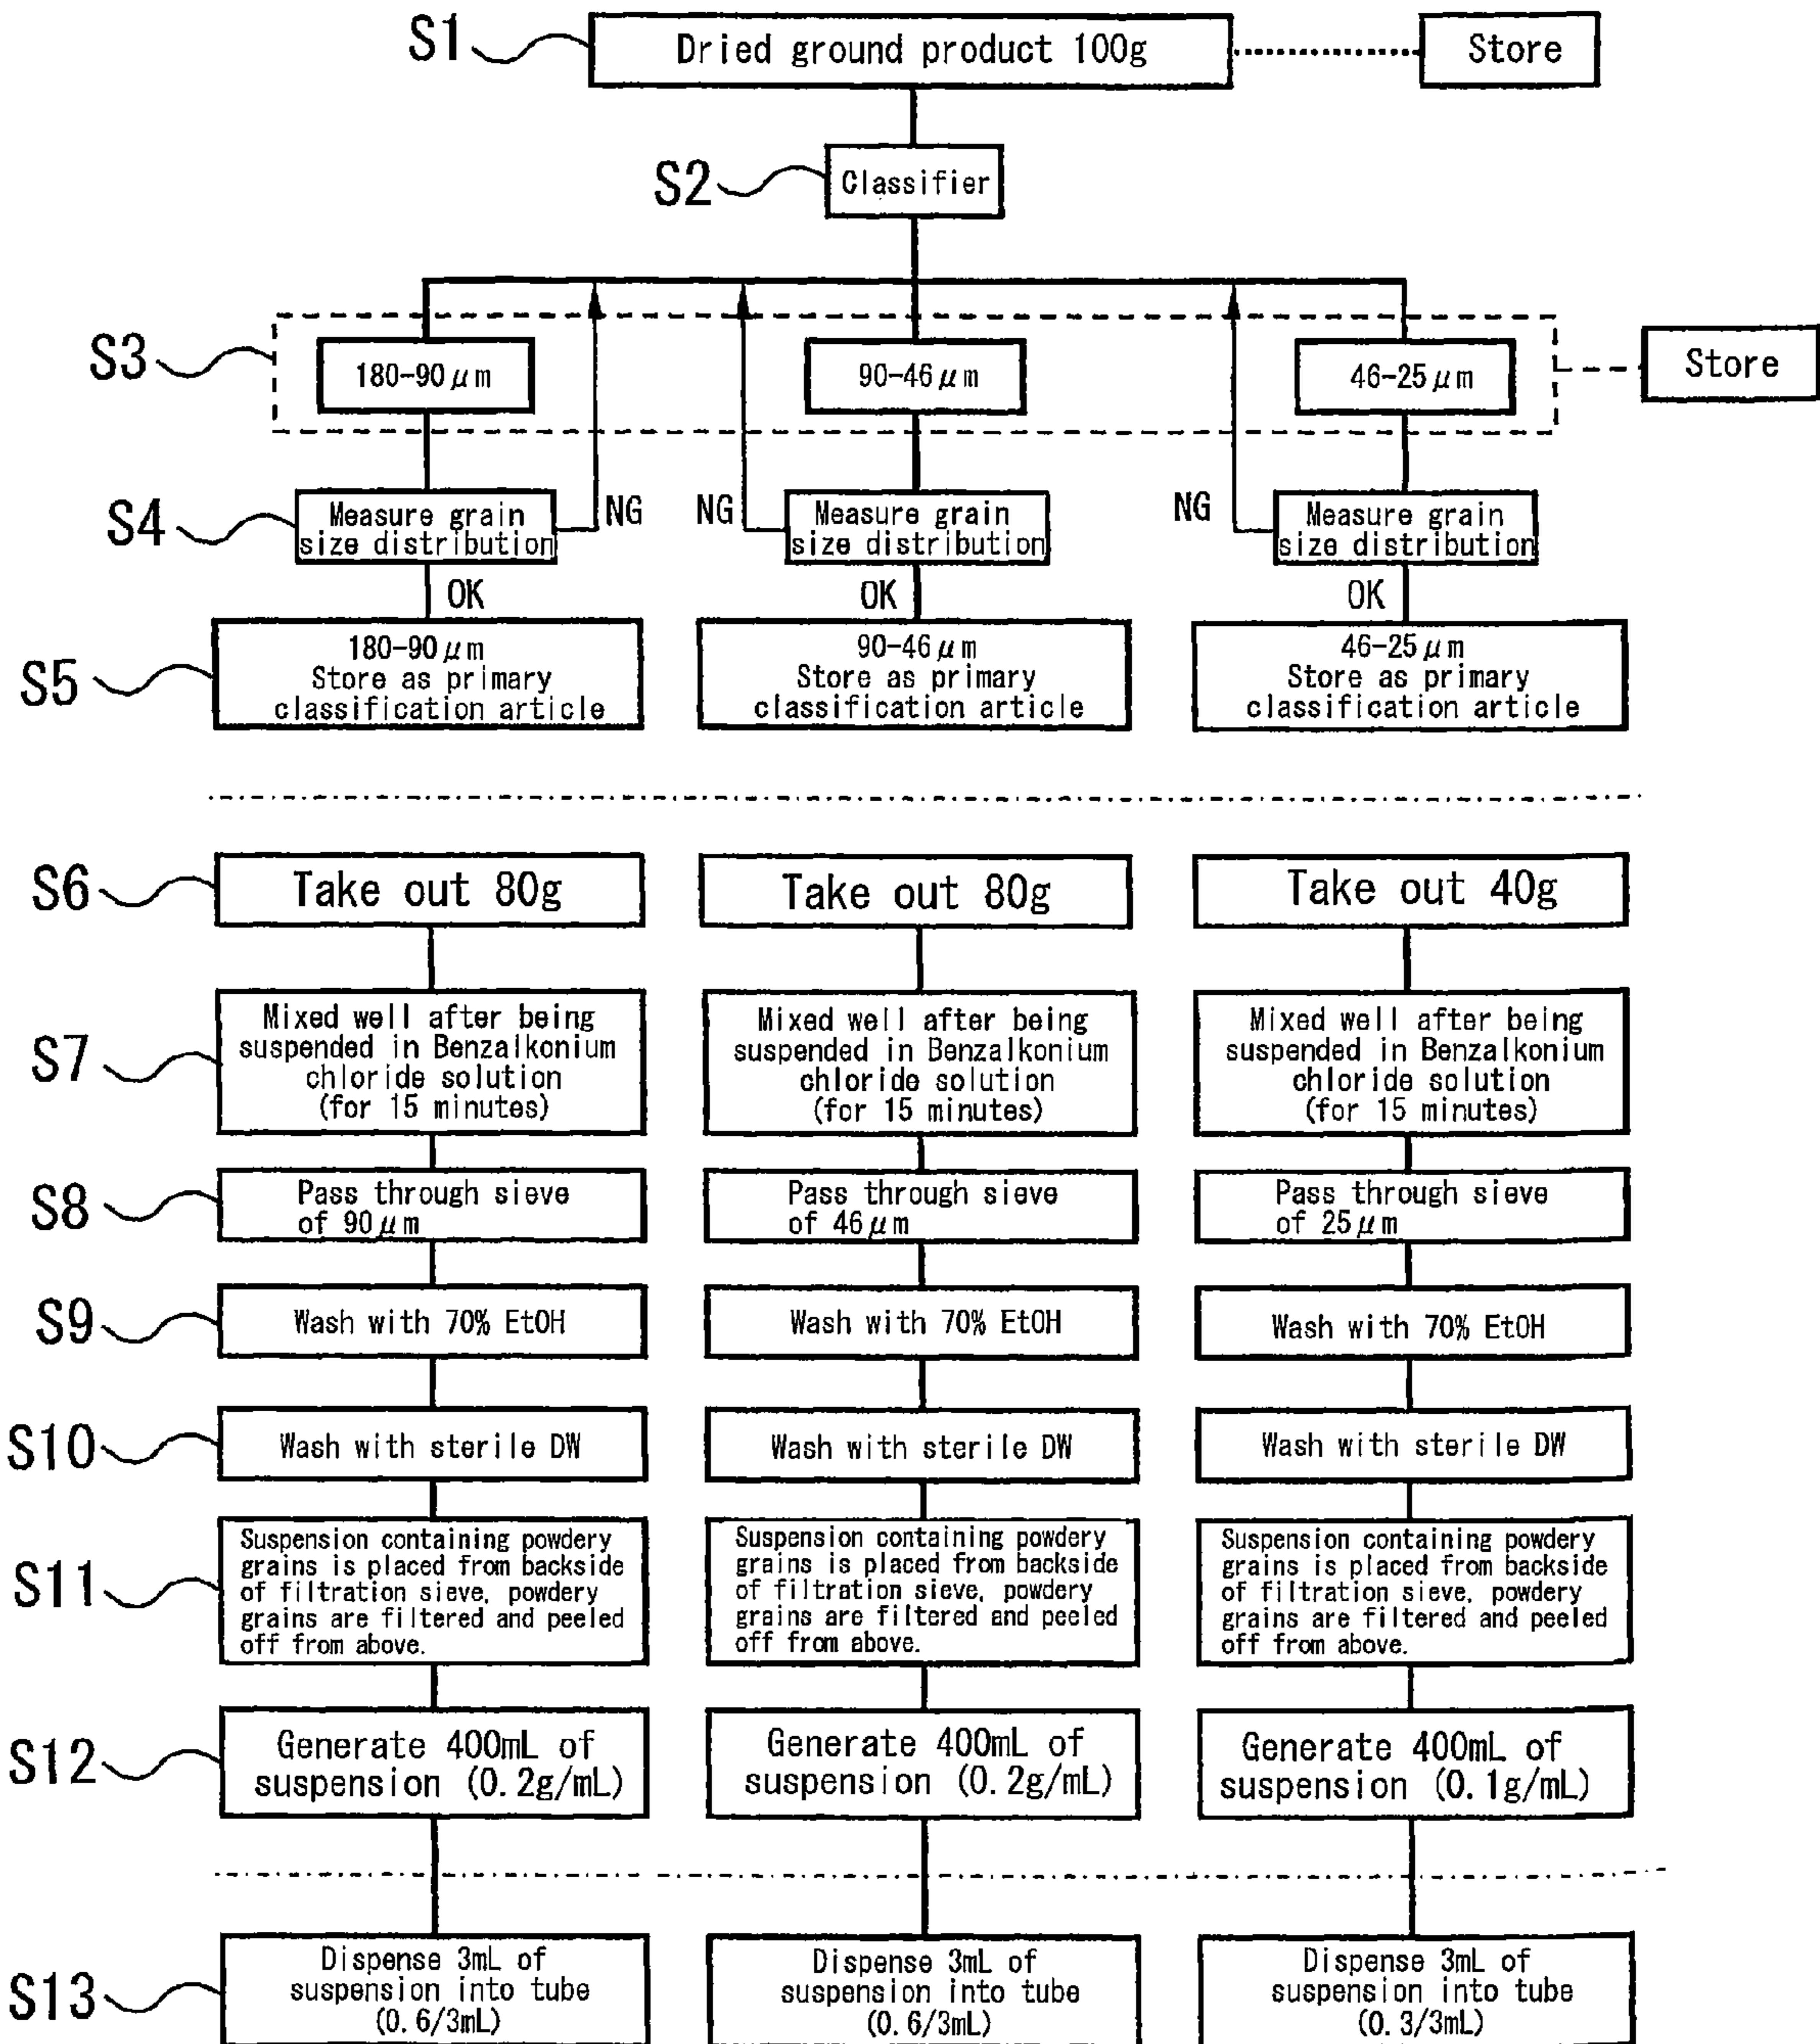 S1
Dried ground product 100g
Store
S2
Classifier
S3
180-90μm
90-46μm
46-25μm
Store
S4
Measure grain
size distribution
NG
NG
Measure grain
size distribution
NG
Measure grain
size distribution
OK
OK
OK
S5
180-90μm
Store as primary
classification article
90-46μm
Store as primary
classification article
46-25μm
Store as primary
classification article
S6
Take out 80g
Take out 80g
Take out 40g
S7
Mixed well after being
suspended in Benzalkonium
chloride solution
(for 15 minutes)
Mixed well after being
suspended in Benzalkonium
chloride solution
(for 15 minutes)
Mixed well after being
suspended in Benzalkonium
chloride solution
(for 15 minutes)
S8
Pass through sieve
of 90μm
Pass through sieve
of 46μm
Pass through sieve
of 25μm
S9
Wash with 70% EtOH
Wash with 70% EtOH
Wash with 70% EtOH
S10
Wash with sterile DW
Wash with sterile DW
Wash with sterile DW
S11
Suspension containing powdery
grains is placed from backside
of filtration sieve, powdery
grains are filtered and peeled
off from above.
Suspension containing powdery
grains is placed from backside
of filtration sieve, powdery
grains are filtered and peeled
off from above.
Suspension containing powdery
grains is placed from backside
of filtration sieve, powdery
grains are filtered and peeled
off from above.
S12
Generate 400mL of
suspension (0.2g/mL)
Generate 400mL of
suspension (0.2g/mL)
Generate 400mL of
suspension (0.1g/mL)
S13
Dispense 3mL of
suspension into tube
(0.6/3mL)
Dispense 3mL of
suspension into tube
(0.6/3mL)
Dispense 3mL of
suspension into tube
(0.3/3mL)